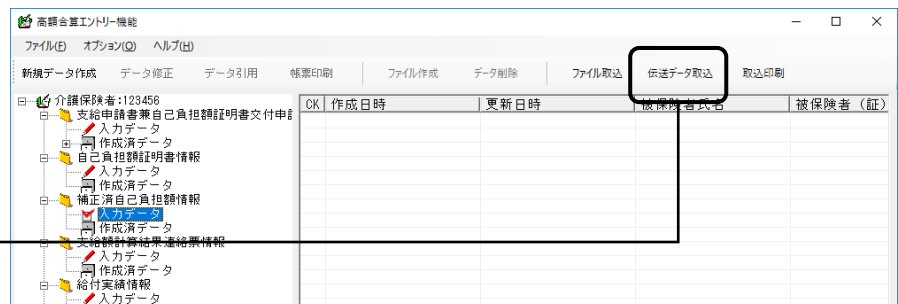 高額合算エントリー機能
ファイル(F) オプション(O) ヘルプ(H)
新規データ作成 データ修正 データ引用 帳票印刷 ファイル作成 データ削除 ファイル取込 伝送データ取込 取込印刷
介護保険者:123456
支給申請書兼自己負担額証明書交付申請
入力データ
作成済データ
自己負担額証明書情報
入力データ
作成済データ
補正済自己負担額情報
入力データ
作成済データ
支給額計算結果連絡票情報
入力データ
作成済データ
給付実績情報
入力データ
CK 作成日時 更新日時 被保険者氏名 被保険者(証)